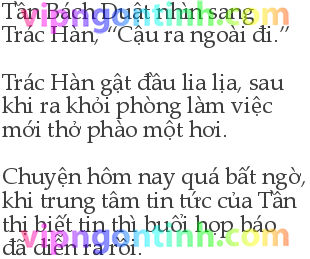 Tần Bách Duật nhìn sang
Trác Hàn, “Cậu ra ngoài đi.”
Trác Hàn gật đầu lia lịa, sau
khi ra khỏi phòng làm việc
mới thở phào một hơi.
Chuyện hôm nay quá bất ngờ,
khi trung tâm tin tức của Tần
thị biết tin thì buổi họp báo
đã diễn ra rồi.
vipngontinh.com
vipngontinh.com